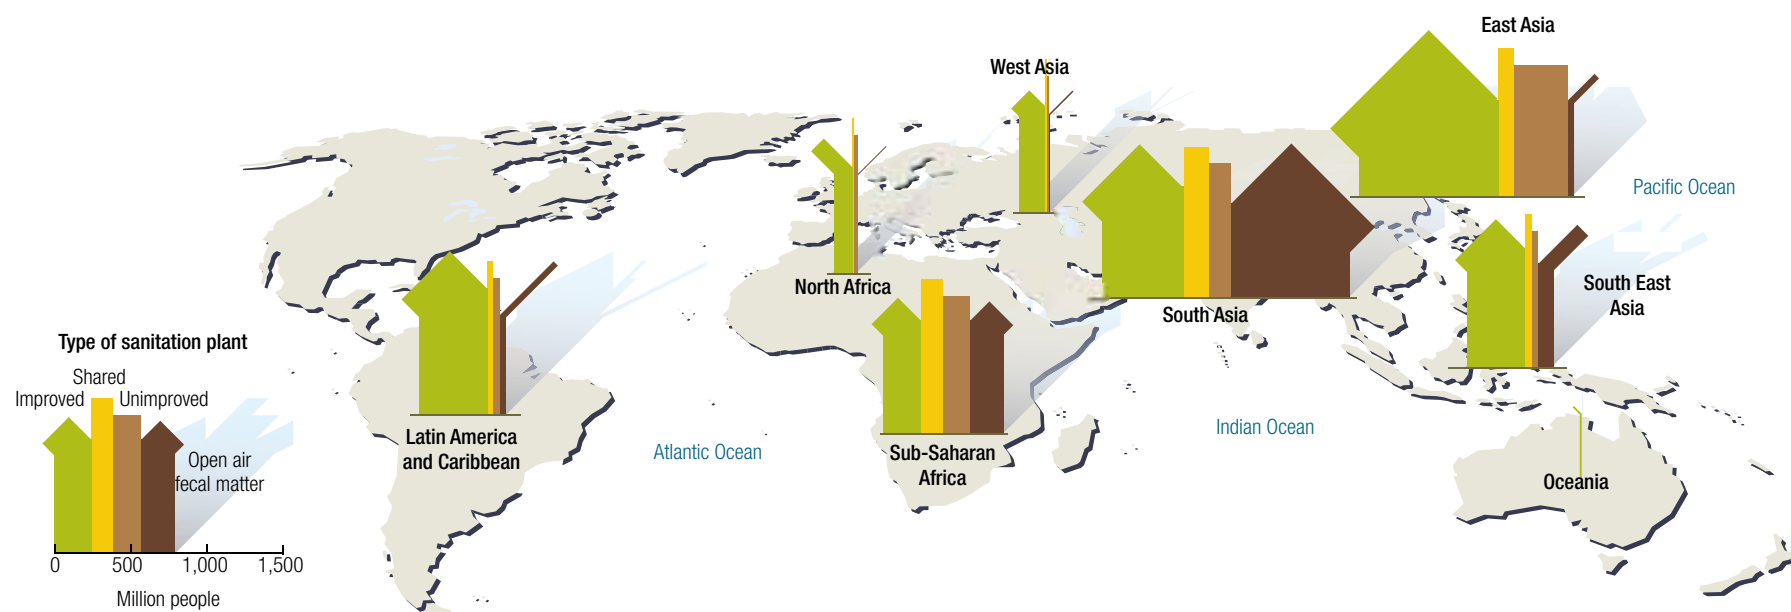 East Asia
West Asia
Pacific Ocean
North Africa
South Asia
South East
Asia
Type of sanitation plant
Shared
Improved
Unimproved
Open air
fecal matter
0
500
1,000
1,500
Million people
Latin America
and Caribbean
Atlantic Ocean
Sub-Saharan
Africa
Indian Ocean
Oceania